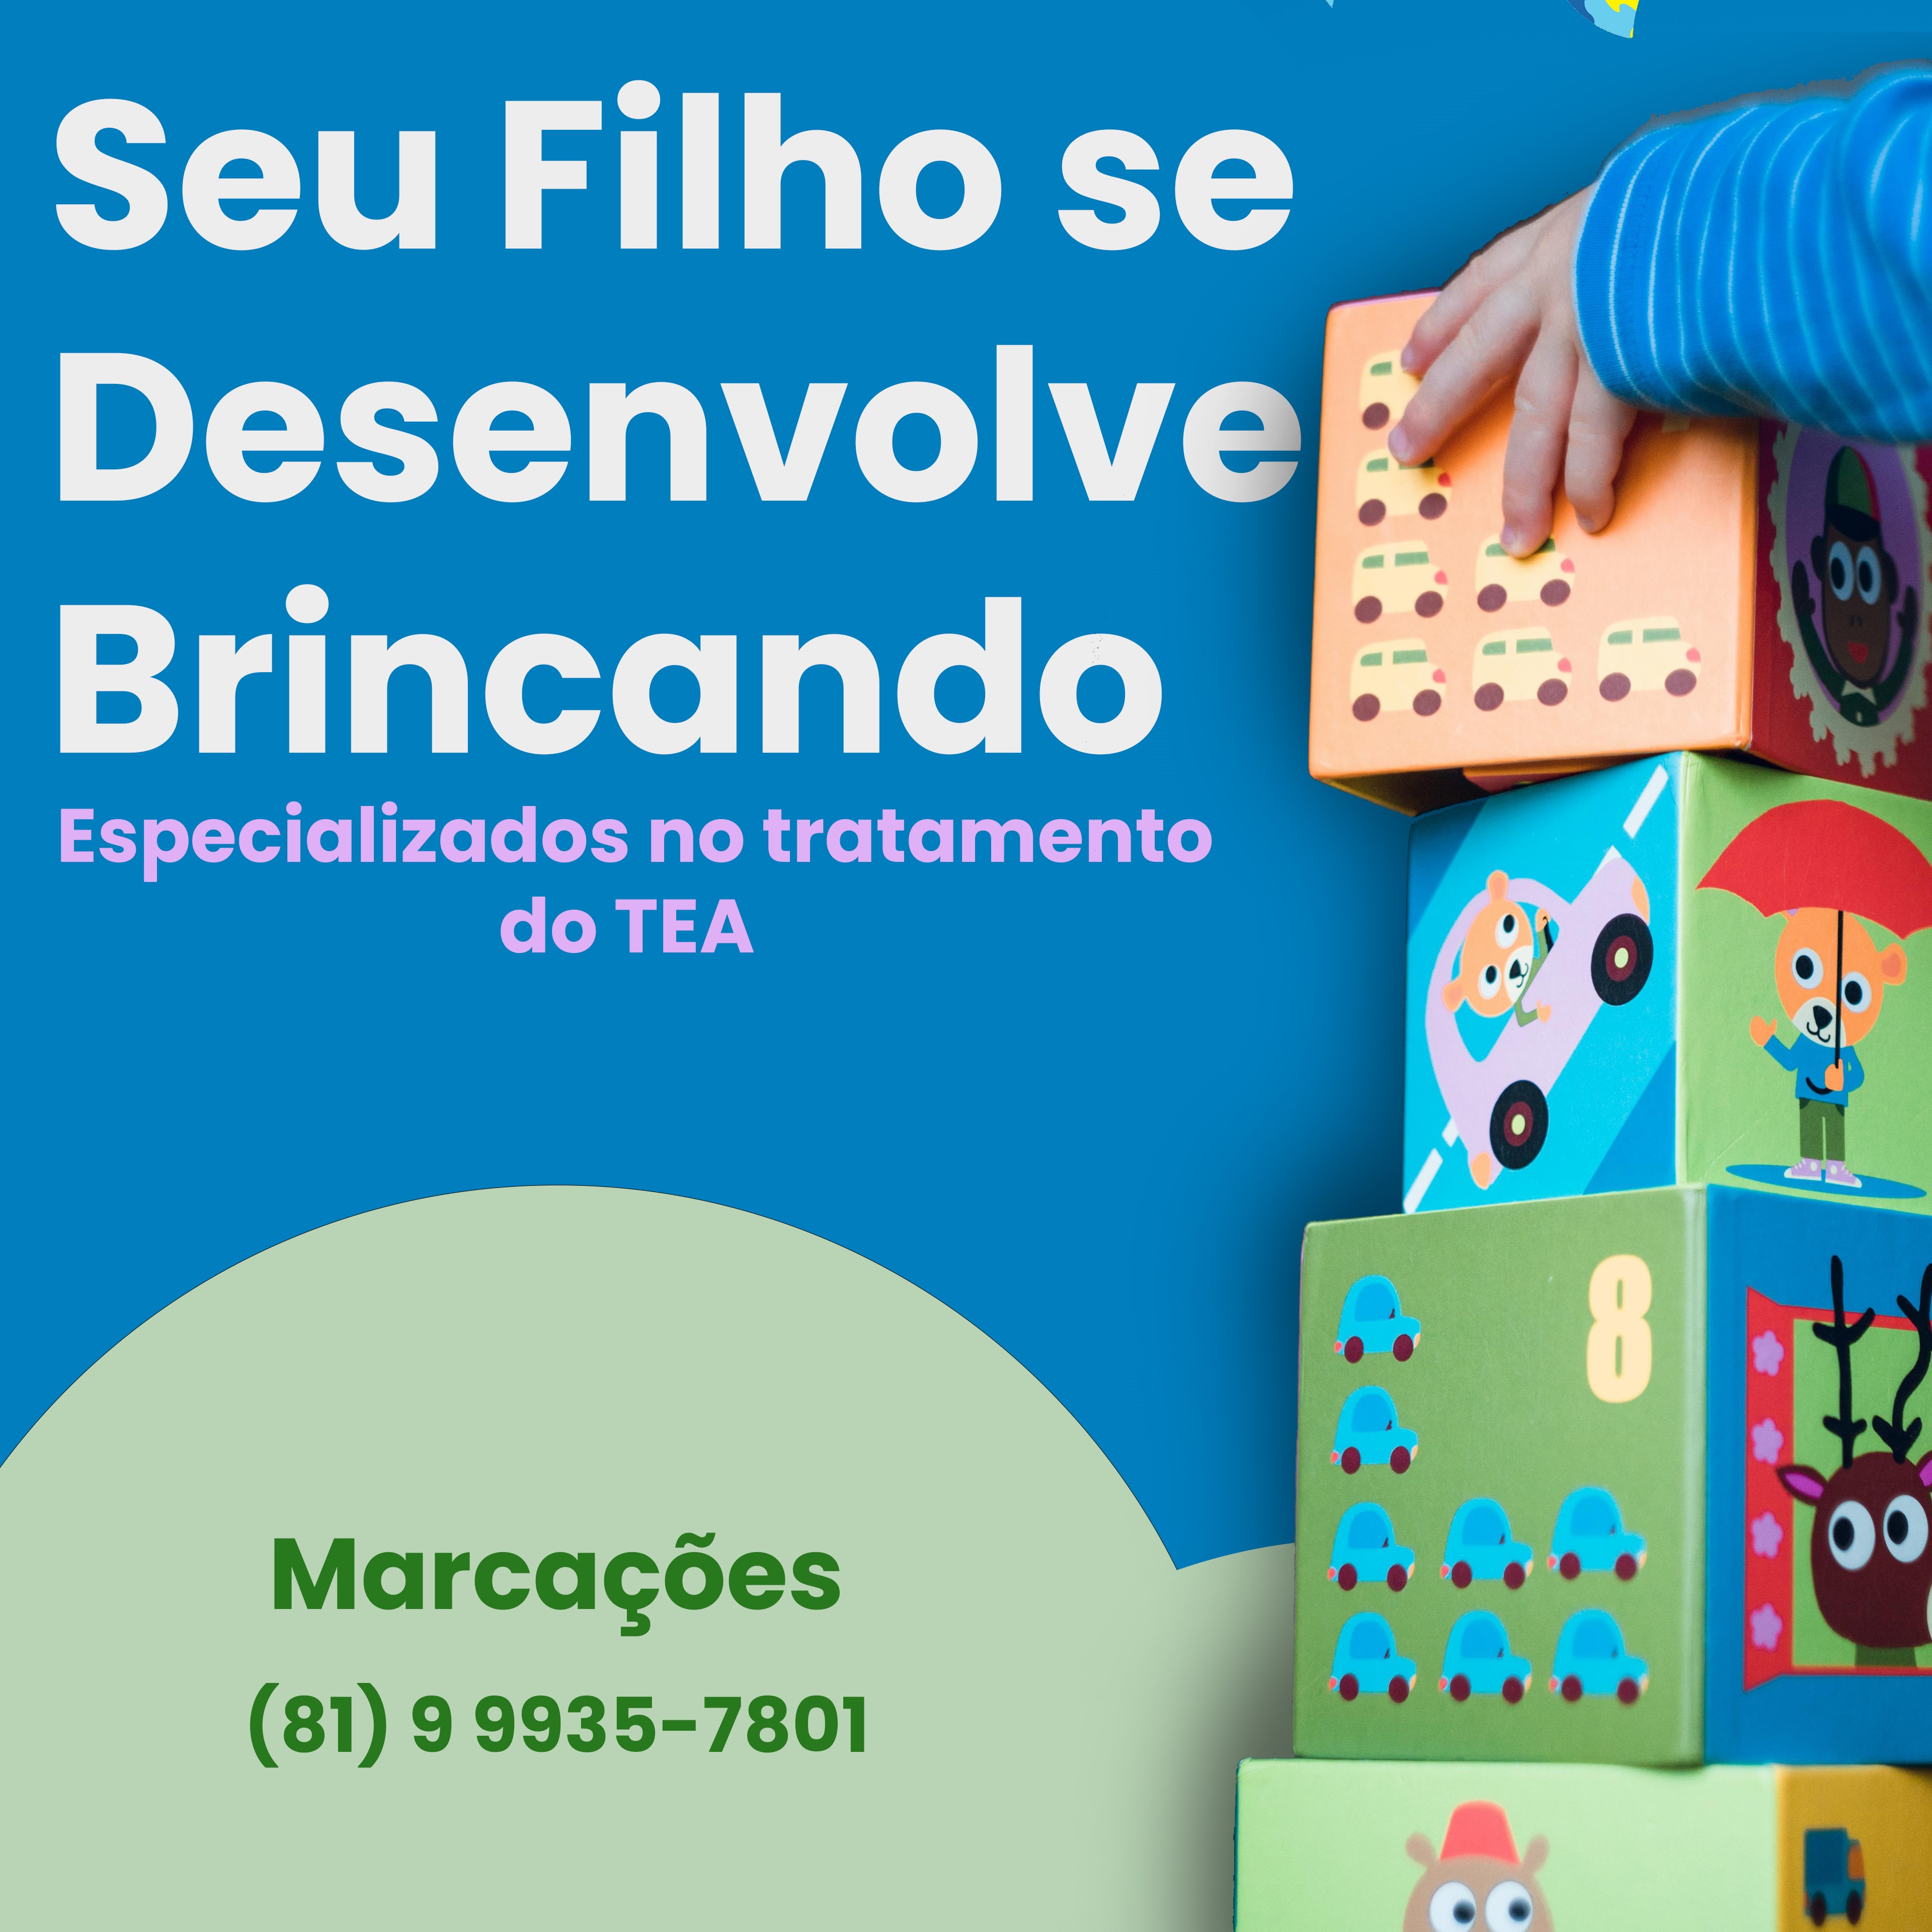 Seu Filho se
Desenvolve
Brincando
Especializados no tratamento
do TEA
8
Marcações
(81) 9 9935-7801